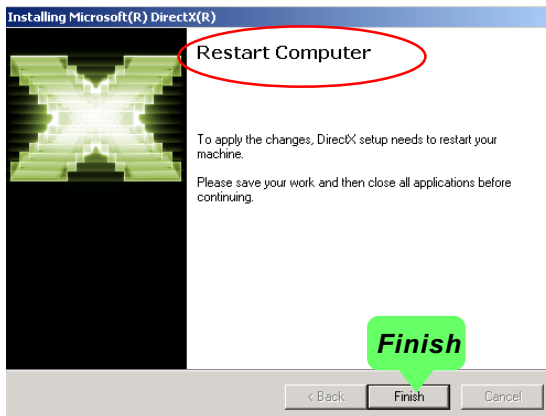 Installing Microsoft(R) DirectX(R)
Restart Computer
To apply the changes, DirectX setup needs to restart your
machine.
Please save your work and then close all applications before
continuing.
Finish
< Back
Finish
Cancel